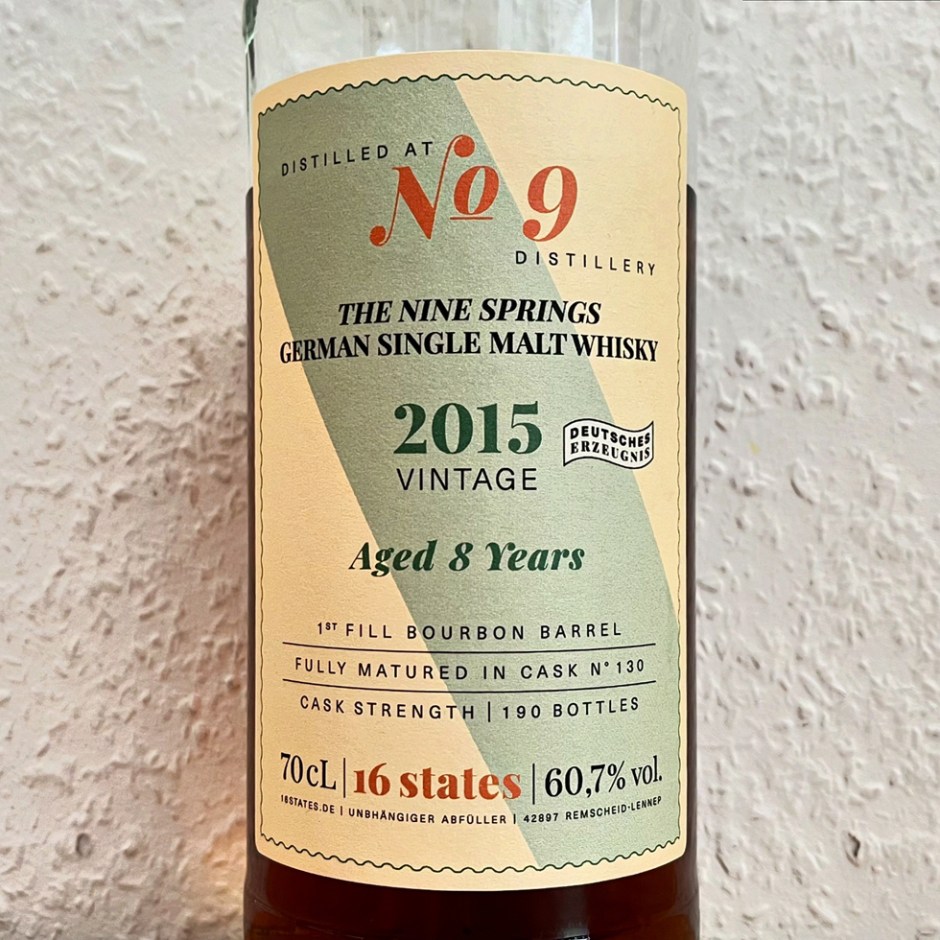 DISTILLED AT
No 9
DISTILLERY
THE NINE SPRINGS
GERMAN SINGLE MALT WHISKY
2015
VINTAGE
DEUTSCHES
ERZEUGNIS
Aged 8 Years
1ST FILL BOURBON BARREL
FULLY MATURED IN CASK N° 130
CASK STRENGTH | 190 BOTTLES
70cL | 16 states | 60,7% vol.
16STATES.DE | UNBHÄNGIGER ABFÜLLER | 42897 REMSCHEID-LENNEP